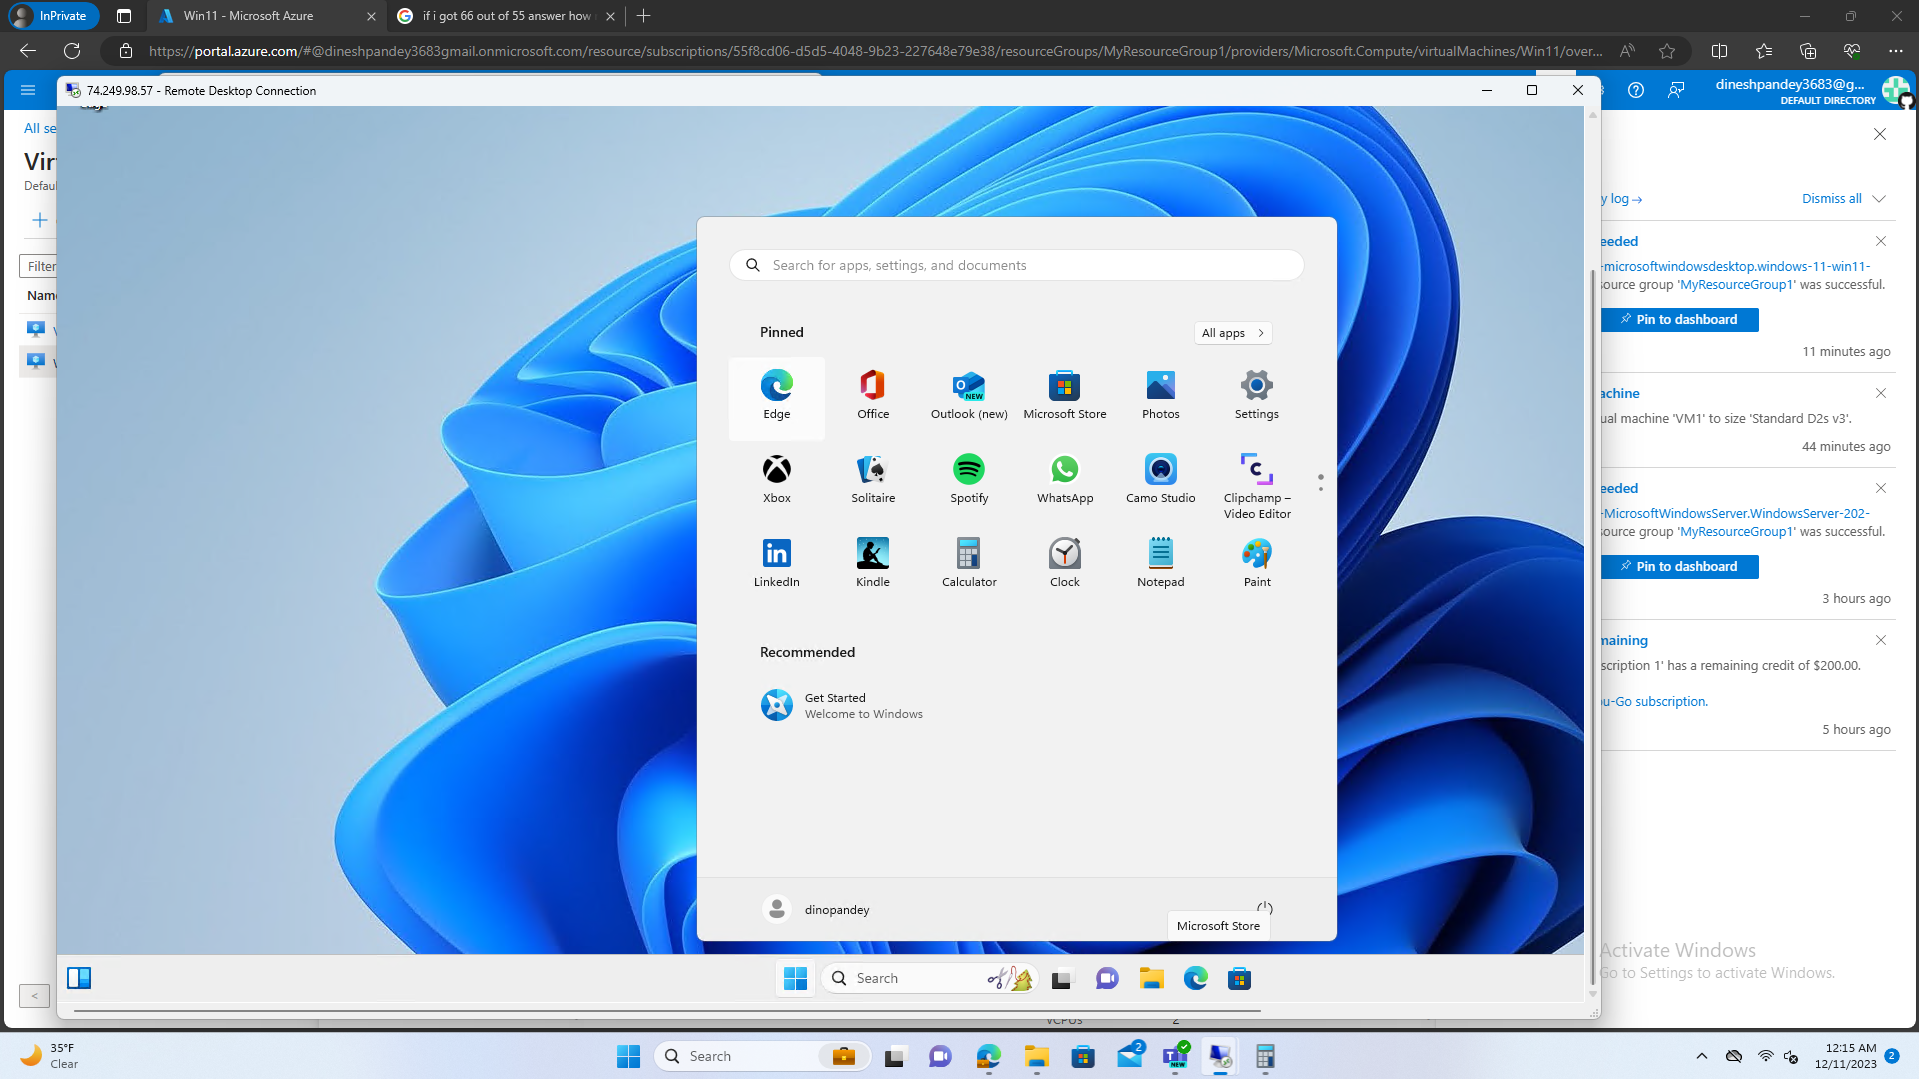 InPrivate
Win11 - Microsoft Azure
if i got 66 out of 55 answer how
https://portal.azure.com/#@dineshpandey3683gmail.onmicrosoft.com/resource/subscriptions/55f8cd06-d5d5-4048-9b23-227648e79e38/resourceGroups/MyResourceGroup1/providers/Microsoft.Compute/virtualMachines/Win11/over...
dineshpandey3683@g...
DEFAULT DIRECTORY
74.249.98.57 - Remote Desktop Connection
All se
Vir
Defau
Filter
Name
Search for apps, settings, and documents
Pinned
All apps
Edge
Office
Outlook (new)
Microsoft Store
Photos
Settings
Xbox
Solitaire
Spotify
WhatsApp
Camo Studio
Clipchamp –
Video Editor
LinkedIn
Kindle
Calculator
Clock
Notepad
Paint
Recommended
Get Started
Welcome to Windows
dinopandey
Microsoft Store
Search
y log
Dismiss all
eeded
-microsoftwindowsdesktop.windows-11-win11-
source group 'MyResourceGroup1' was successful.
Pin to dashboard
11 minutes ago
achine
ual machine 'VM1' to size 'Standard D2s v3'.
44 minutes ago
eeded
-MicrosoftWindowsServer.WindowsServer-202-
source group 'MyResourceGroup1' was successful.
Pin to dashboard
3 hours ago
maining
scription 1' has a remaining credit of $200.00.
ou-Go subscription.
5 hours ago
Activate Windows
Go to Settings to activate Windows.
vCPUs
2
35°F
Clear
Search
2
NEW
12:15 AM
12/11/2023
2